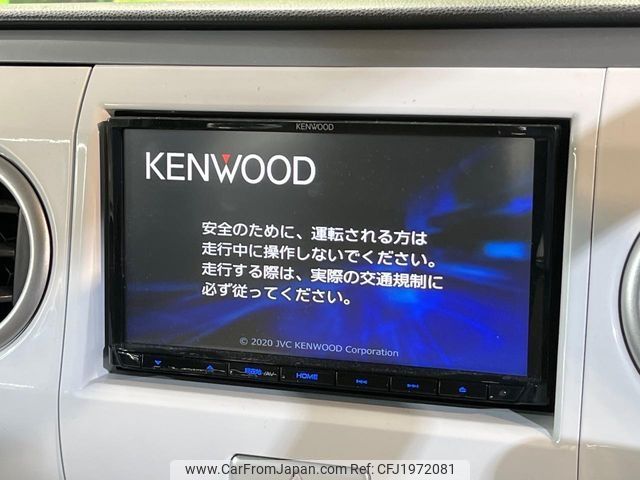 KENWOOD
KENWOOD
安全のために、運転される方は
走行中に操作しないでください。
走行する際は、実際の交通規制に
必ず従ってください。
© 2020 JVC KENWOOD Corporation
HOME
www.carFromJapan.com - CFJ1972081